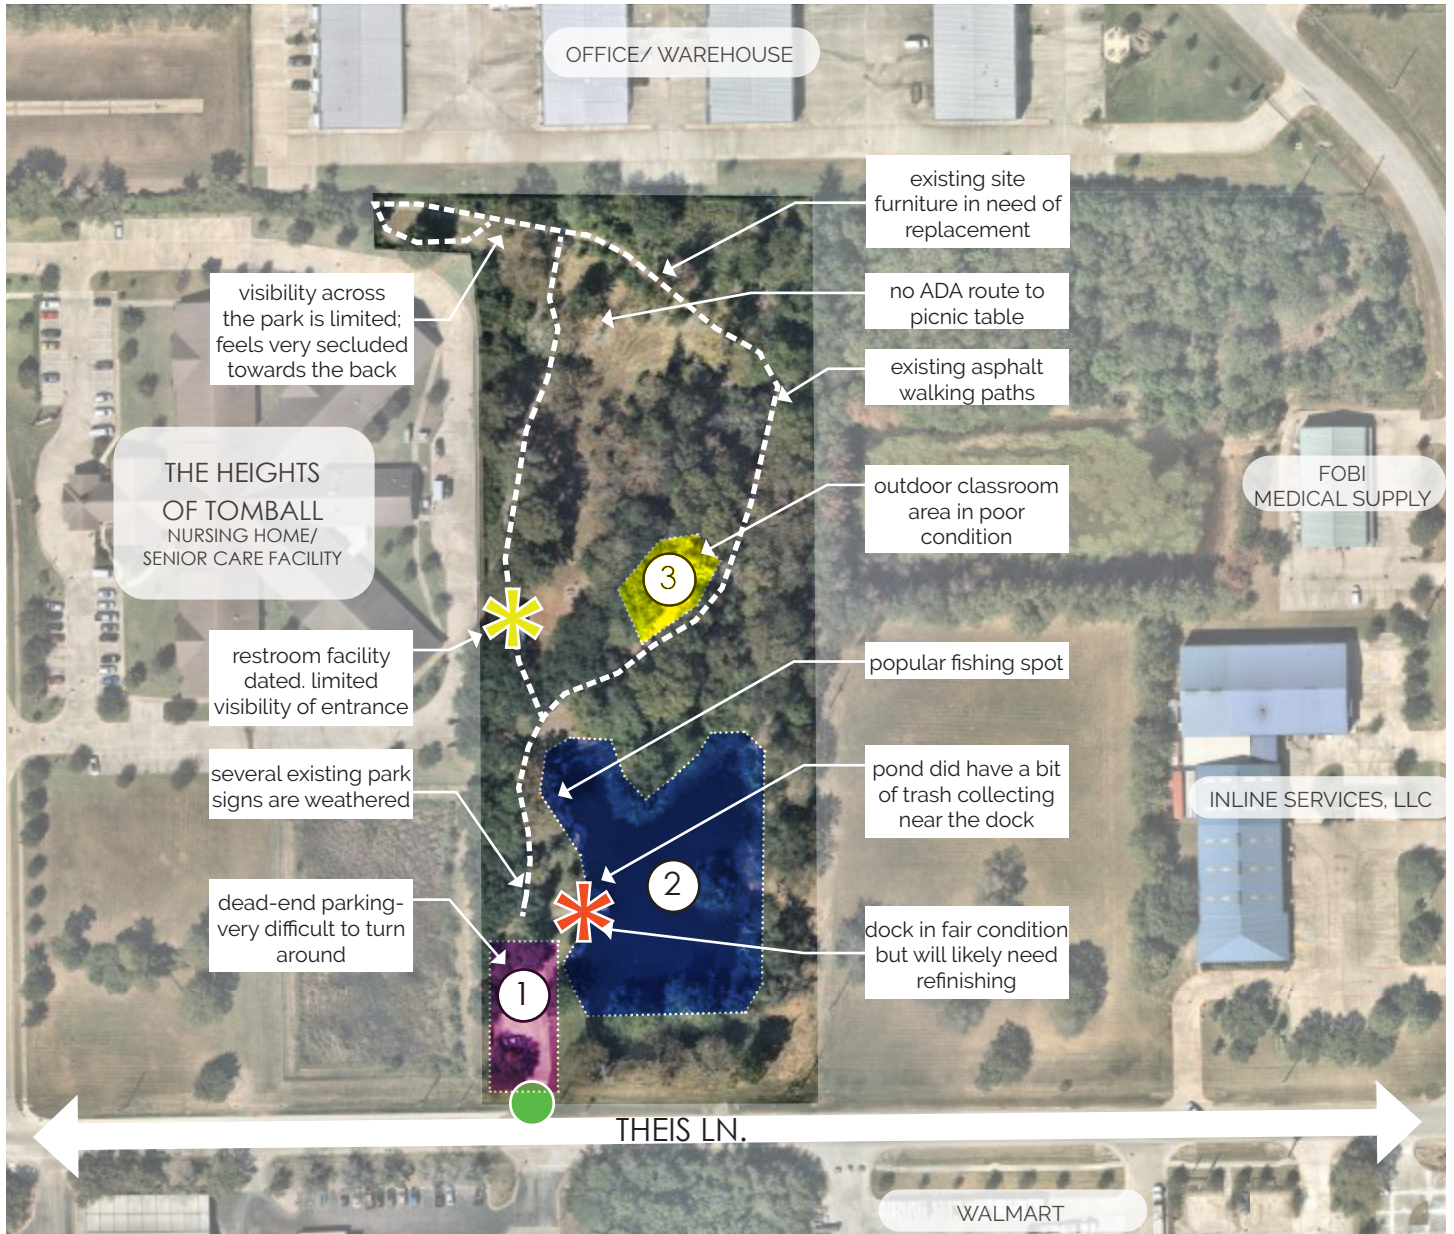 OFFICE/ WAREHOUSE
existing site
furniture in need of
replacement
visibility across
the park is limited;
feels very secluded
towards the back
no ADA route to
picnic table
existing asphalt
walking paths
THE HEIGHTS
OF TOMBALL
NURSING HOME/
SENIOR CARE FACILITY
outdoor classroom
area in poor
condition
FOBI
MEDICAL SUPPLY
3
restroom facility
dated. limited
visibility of entrance
popular fishing spot
several existing park
signs are weathered
pond did have a bit
of trash collecting
near the dock
INLINE SERVICES, LLC
2
dead-end parking-
very difficult to turn
around
dock in fair condition
but will likely need
refinishing
1
THEIS LN.
WALMART